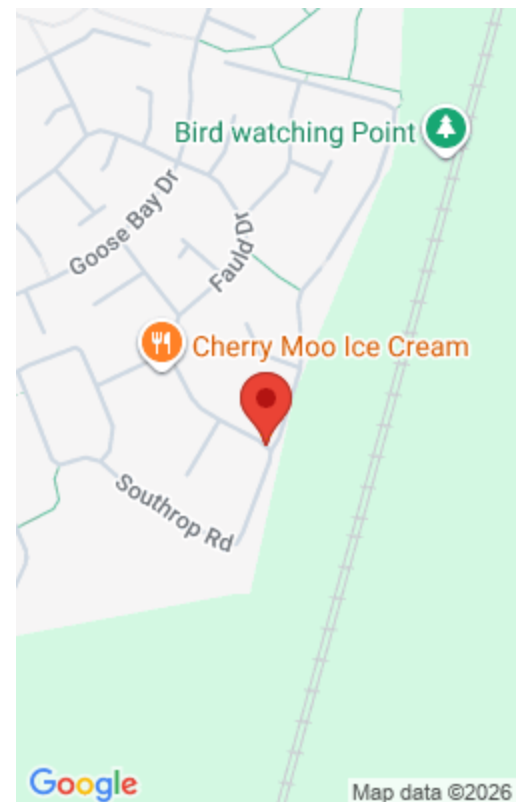 Bird watching Point
Goose Bay Dr
Fauld Dr
Cherry Moo Ice Cream
Southrop Rd
Google
Map data ©2026